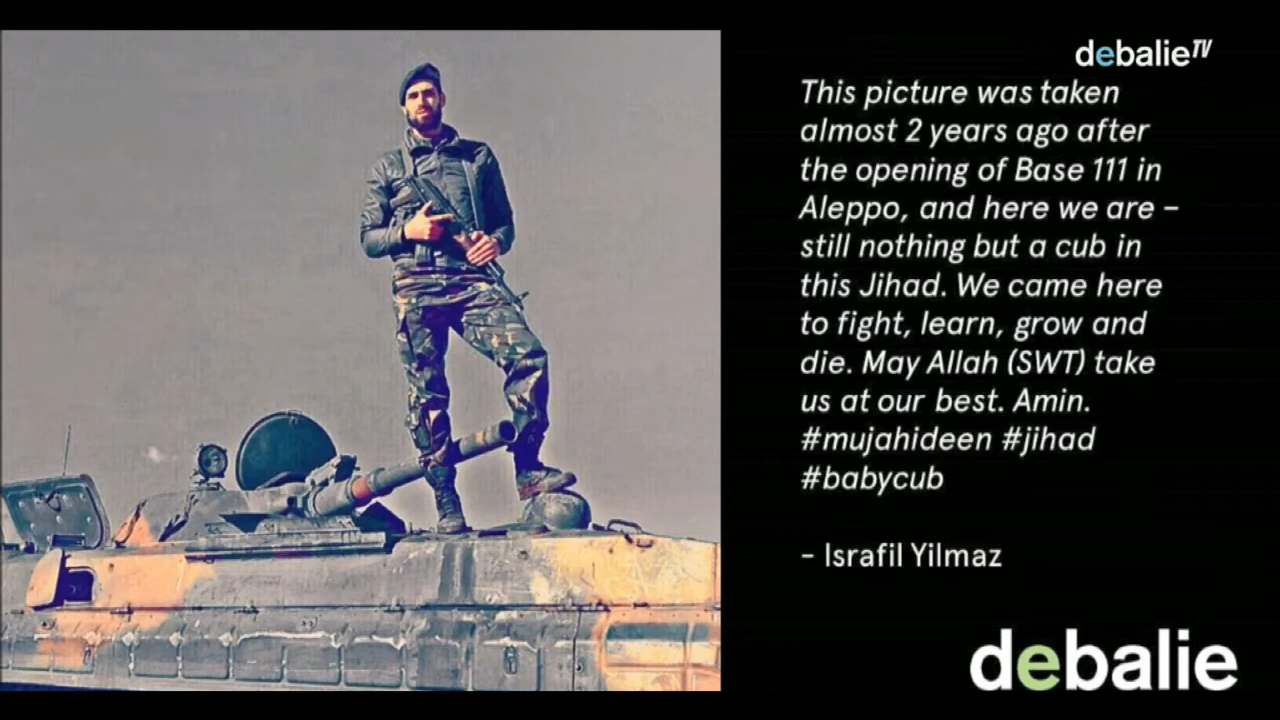 debalieTV
This picture was taken
almost 2 years ago after
the opening of Base 111 in
Aleppo, and here we are –
still nothing but a cub in
this Jihad. We came here
to fight, learn, grow and
die. May Allah (SWT) take
us at our best. Amin.
#mujahideen #jihad
#babycub
– Israfil Yilmaz
debalie